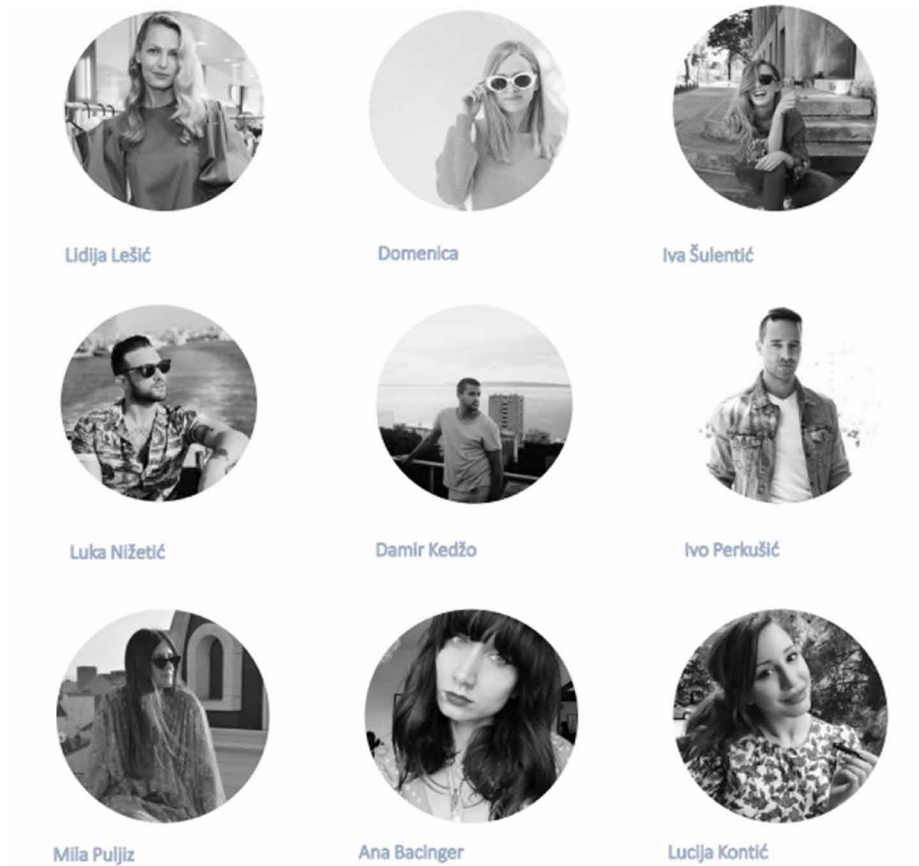 Lidija Lešić
Domenica
Iva Šulentić
Luka Nižetić
Damir Kedžo
Ivo Perkušić
Mila Puljiz
Ana Bacinger
Lucija Kontić